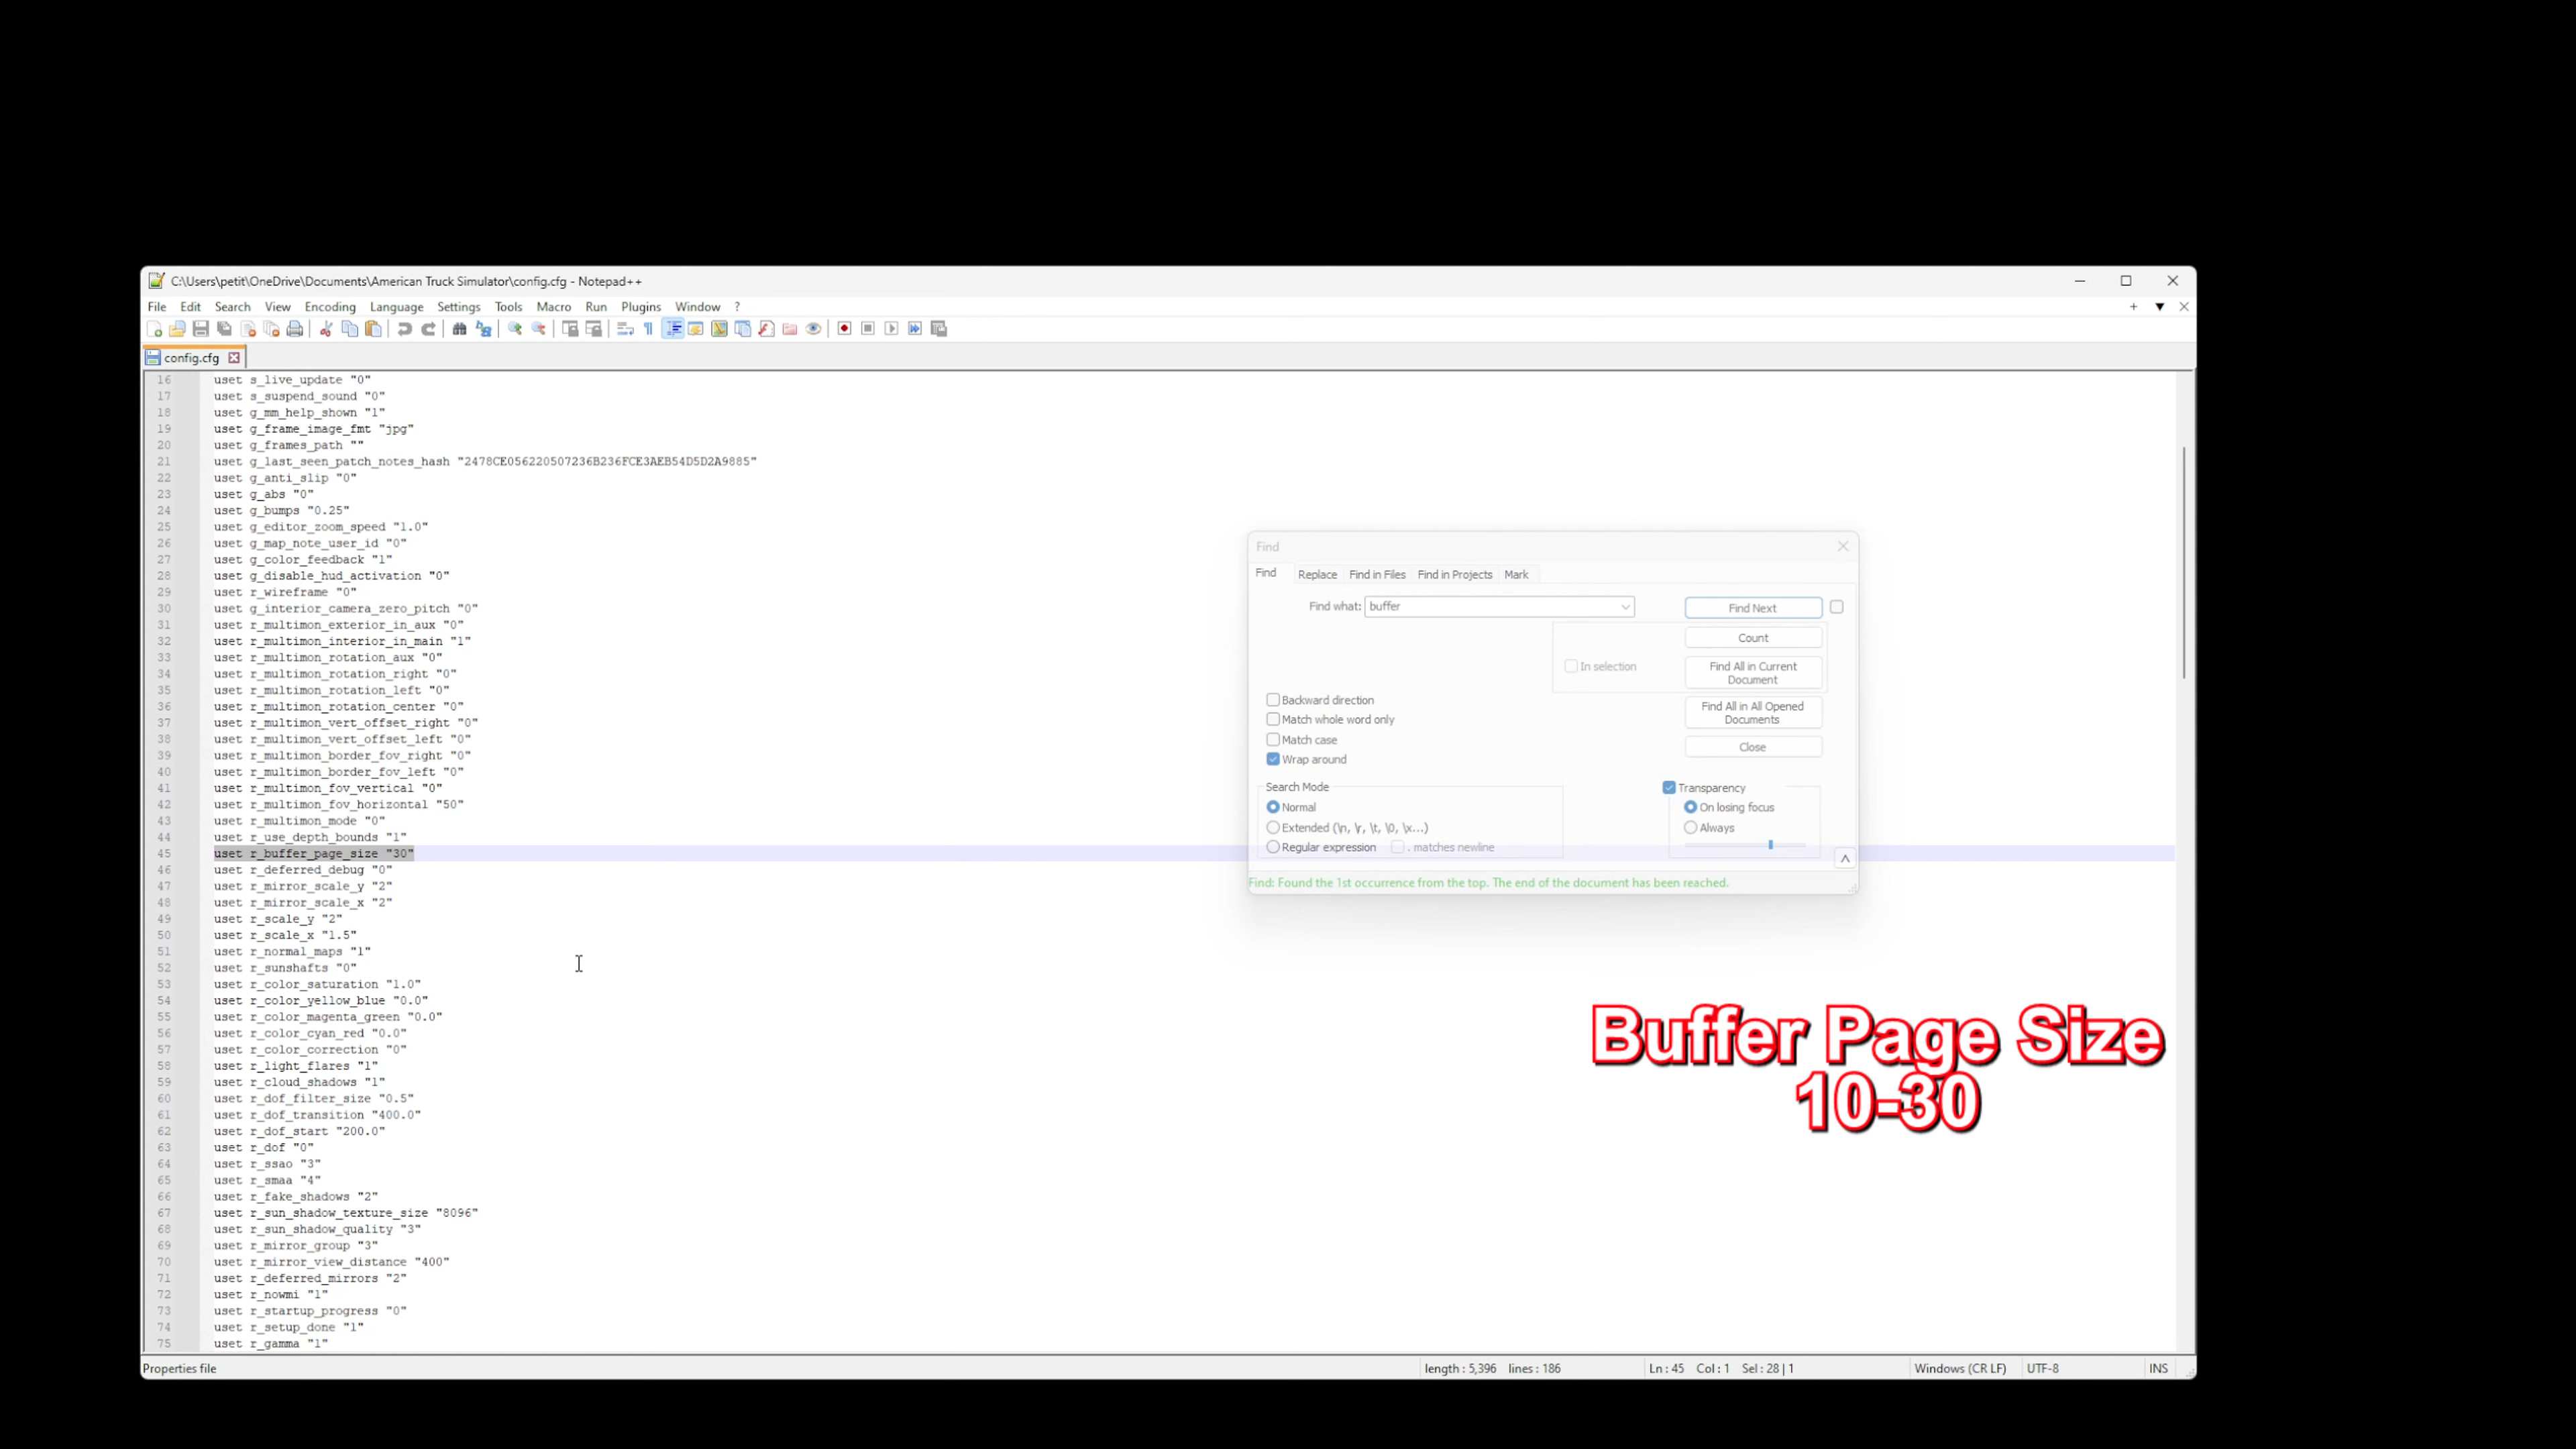 C:\Users\petit\OneDrive\Documents\American Truck Simulator\config.cfg - Notepad++
File Edit Search View Encoding Language Settings Tools Macro Run Plugins Window ?
config.cfg
16 uset s_live_update "0"
17 uset s_suspend_sound "0"
18 uset g_mm_help_shown "1"
19 uset g_frame_image_fmt "jpg"
20 uset g_frames_path ""
21 uset g_last_seen_patch_notes_hash "2478CE056220507236B236FCE3AEB54D5D2A9885"
22 uset g_anti_slip "0"
23 uset g_abs "0"
24 uset g_bumps "0.25"
25 uset g_editor_zoom_speed "1.0"
26 uset g_map_note_user_id "0"
27 uset g_color_feedback "1"
28 uset g_disable_hud_activation "0"
29 uset r_wireframe "0"
30 uset g_interior_camera_zero_pitch "0"
31 uset r_multimon_exterior_in_aux "0"
32 uset r_multimon_interior_in_main "1"
33 uset r_multimon_rotation_aux "0"
34 uset r_multimon_rotation_right "0"
35 uset r_multimon_rotation_left "0"
36 uset r_multimon_rotation_center "0"
37 uset r_multimon_vert_offset_right "0"
38 uset r_multimon_vert_offset_left "0"
39 uset r_multimon_border_fov_right "0"
40 uset r_multimon_border_fov_left "0"
41 uset r_multimon_fov_vertical "0"
42 uset r_multimon_fov_horizontal "50"
43 uset r_multimon_mode "0"
44 uset r_use_depth_bounds "1"
45 uset r_buffer_page_size "30"
46 uset r_deferred_debug "0"
47 uset r_mirror_scale_y "2"
48 uset r_mirror_scale_x "2"
49 uset r_scale_y "2"
50 uset r_scale_x "1.5"
51 uset r_normal_maps "1"
52 uset r_sunshafts "0"
53 uset r_color_saturation "1.0"
54 uset r_color_yellow_blue "0.0"
55 uset r_color_magenta_green "0.0"
56 uset r_color_cyan_red "0.0"
57 uset r_color_correction "0"
58 uset r_light_flares "1"
59 uset r_cloud_shadows "1"
60 uset r_dof_filter_size "0.5"
61 uset r_dof_transition "400.0"
62 uset r_dof_start "200.0"
63 uset r_dof "0"
64 uset r_ssao "3"
65 uset r_smaa "4"
66 uset r_fake_shadows "2"
67 uset r_sun_shadow_texture_size "8096"
68 uset r_sun_shadow_quality "3"
69 uset r_mirror_group "3"
70 uset r_mirror_view_distance "400"
71 uset r_deferred_mirrors "2"
72 uset r_nowmi "1"
73 uset r_startup_progress "0"
74 uset r_setup_done "1"
75 uset r_gamma "1"
Find
Find Replace Find in Files Find in Projects Mark
Find what: buffer
Find Next
Count
In selection
Find All in Current
Document
Find All in All Opened
Documents
Close
Backward direction
Match whole word only
Match case
Wrap around
Search Mode
Normal
Extended (\n, \r, \t, \0, \x...)
Regular expression . matches newline
Transparency
On losing focus
Always
Find: Found the 1st occurrence from the top. The end of the document has been reached.
Buffer Page Size
10-30
Properties file length : 5,396 lines : 186 Ln : 45 Col : 1 Sel : 28 | 1 Windows (CR LF) UTF-8 INS